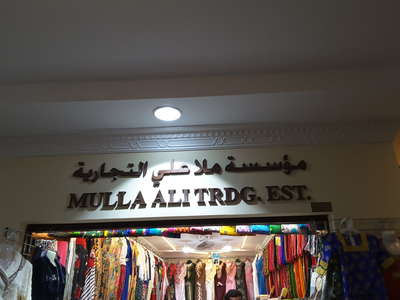 مؤسسة ملا علي التجارية
MULLA ALI TRDG. EST.